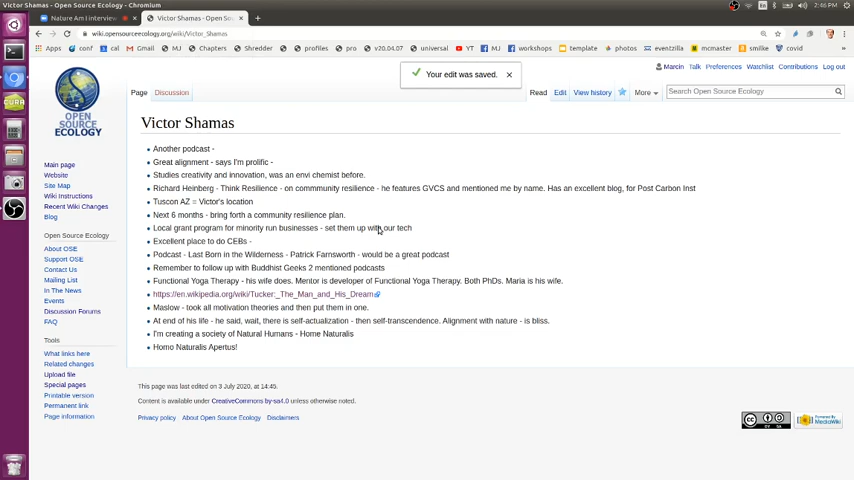 Victor Shamas - Open Source Ecology - Chromium
En
2:46 PM
Nature Am I interview
Victor Shamas - Open Sou
wiki.opensourceecology.org/wiki/Victor_Shamas
Apps conf cal Gmail MJ Chapters Shredder profiles pro v20.04.07 universal YT MJ workshops template photos eventzilla mcmaster smilke covid
Marcin Talk Preferences Watchlist Contributions Log out
Your edit was saved.
Page Discussion Read Edit View history More Search Open Source Ecology
OPEN SOURCE
ECOLOGY
Victor Shamas
Another podcast -
Great alignment - says I'm prolific -
Studies creativity and innovation, was an envi chemist before.
Richard Heinberg - Think Resilience - on commmunity resilience - he features GVCS and mentioned me by name. Has an excellent blog, for Post Carbon Inst
Tuscon AZ = Victor's location
Next 6 months - bring forth a community resilience plan.
Local grant program for minority run businesses - set them up with our tech
Excellent place to do CEBs -
Podcast - Last Born in the Wilderness - Patrick Farnsworth - would be a great podcast
Remember to follow up with Buddhist Geeks 2 mentioned podcasts
Functional Yoga Therapy - his wife does. Mentor is developer of Functional Yoga Therapy. Both PhDs. Maria is his wife.
https://en.wikipedia.org/wiki/Tucker:_The_Man_and_His_Dream
Maslow - took all motivation theories and then put them in one.
At end of his life - he said, wait, there is self-actualization - then self-transcendence. Alignment with nature - is bliss.
I'm creating a society of Natural Humans - Home Naturalis
Homo Naturalis Apertus!
Main page
Website
Site Map
Wiki Instructions
Recent Wiki Changes
Blog
Open Source Ecology
About OSE
Support OSE
Contact Us
Mailing List
In The News
Events
Discussion Forums
FAQ
Tools
What links here
Related changes
Upload file
Special pages
Printable version
Permanent link
Page information
This page was last edited on 3 July 2020, at 14:45.
Content is available under CreativeCommons by-sa4.0 unless otherwise noted.
Privacy policy About Open Source Ecology Disclaimers
CURA
cc
BY SA
Powered By
MediaWiki